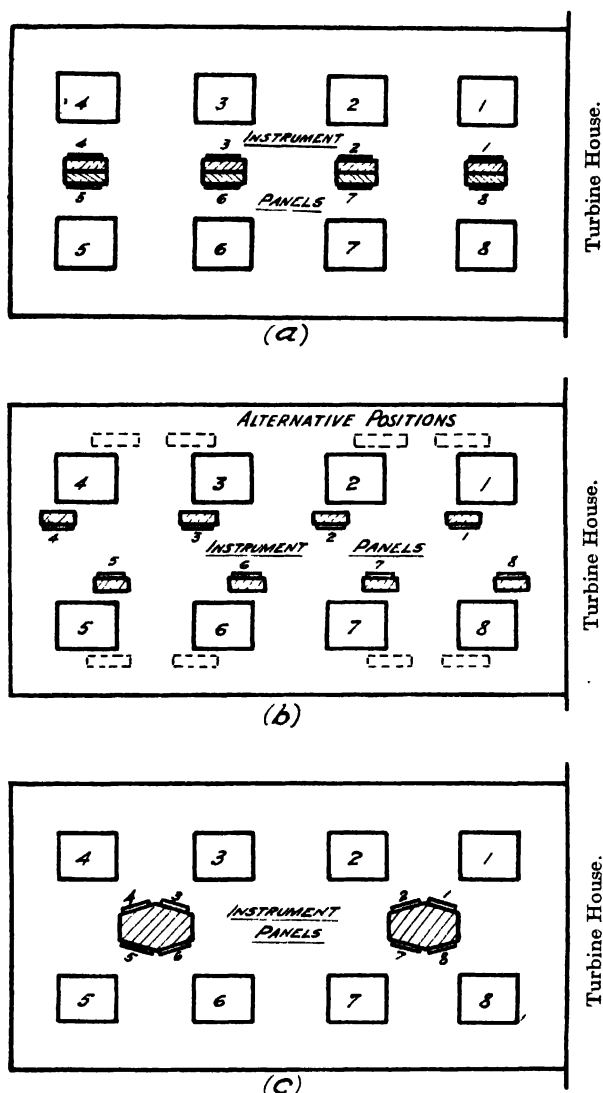 4 3 2 1
INSTRUMENT
4 3 2 1
5 6 7 8
PANELS
5 6 7 8
Turbine House.
(a)
ALTERNATIVE POSITIONS
4 3 2 1
4 3 2 1
INSTRUMENT PANELS
5 6 7 8
5 6 7 8
Turbine House.
(b)
4 3 2 1
4 3 2 1
INSTRUMENT
PANELS
5 6 7 8
5 6 7 8
Turbine House.
(c)